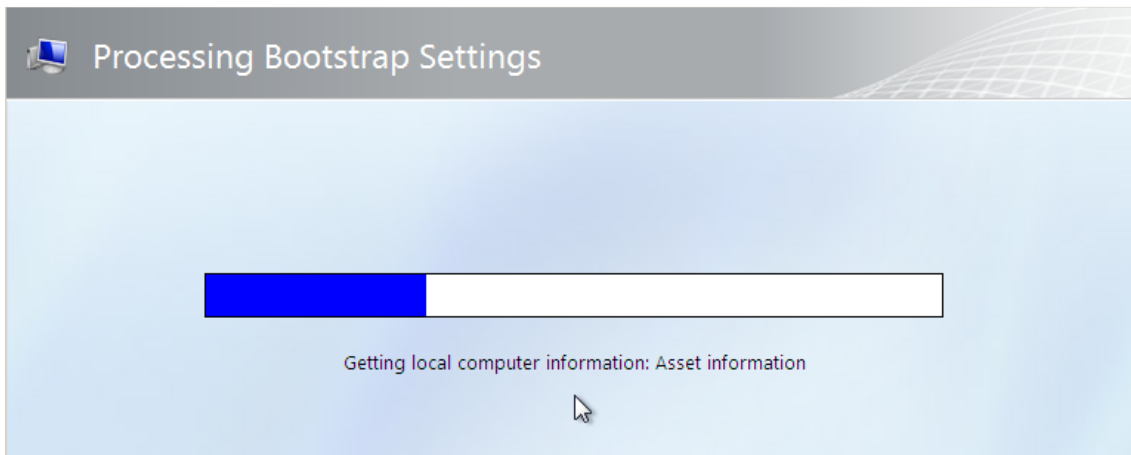 Processing Bootstrap Settings
Getting local computer information: Asset information